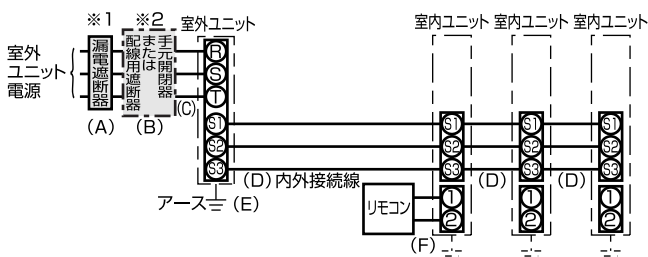 ※1
※2
室外ユニット
室内ユニット
室内ユニット
室内ユニット
室外
ユニット
電源
漏電遮断器
手元開閉器
または
配線用遮断器
R
S
T
(A)
(B)
(C)
S1
S2
S3
S1
S2
S3
S1
S2
S3
S1
S2
S3
(D)内外接続線
(D)
(D)
アース
(E)
リモコン
1
2
1
2
1
2
(F)